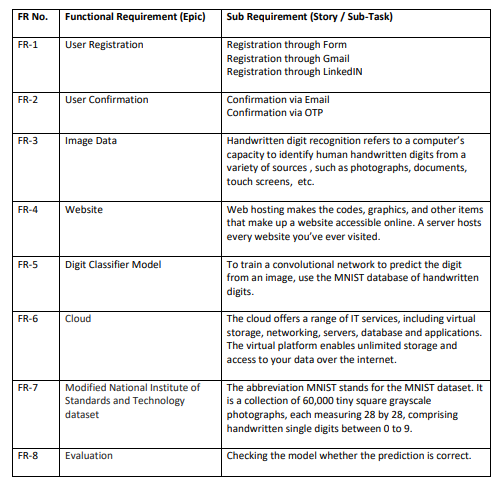 FR No. Functional Requirement (Epic) Sub Requirement (Story / Sub-Task)
FR-1 User Registration Registration through Form
Registration through Gmail
Registration through LinkedIN
FR-2 User Confirmation Confirmation via Email
Confirmation via OTP
FR-3 Image Data Handwritten digit recognition refers to a computer's
capacity to identify human handwritten digits from a
variety of sources , such as photographs, documents,
touch screens, etc.
FR-4 Website Web hosting makes the codes, graphics, and other items
that make up a website accessible online. A server hosts
every website you've ever visited.
FR-5 Digit Classifier Model To train a convolutional network to predict the digit
from an image, use the MNIST database of handwritten
digits.
FR-6 Cloud The cloud offers a range of IT services, including virtual
storage, networking, servers, database and applications.
The virtual platform enables unlimited storage and
access to your data over the internet.
FR-7 Modified National Institute of The abbreviation MNIST stands for the MNIST dataset. It
Standards and Technology is a collection of 60,000 tiny square grayscale
dataset photographs, each measuring 28 by 28, comprising
handwritten single digits between 0 to 9.
FR-8 Evaluation Checking the model whether the prediction is correct.